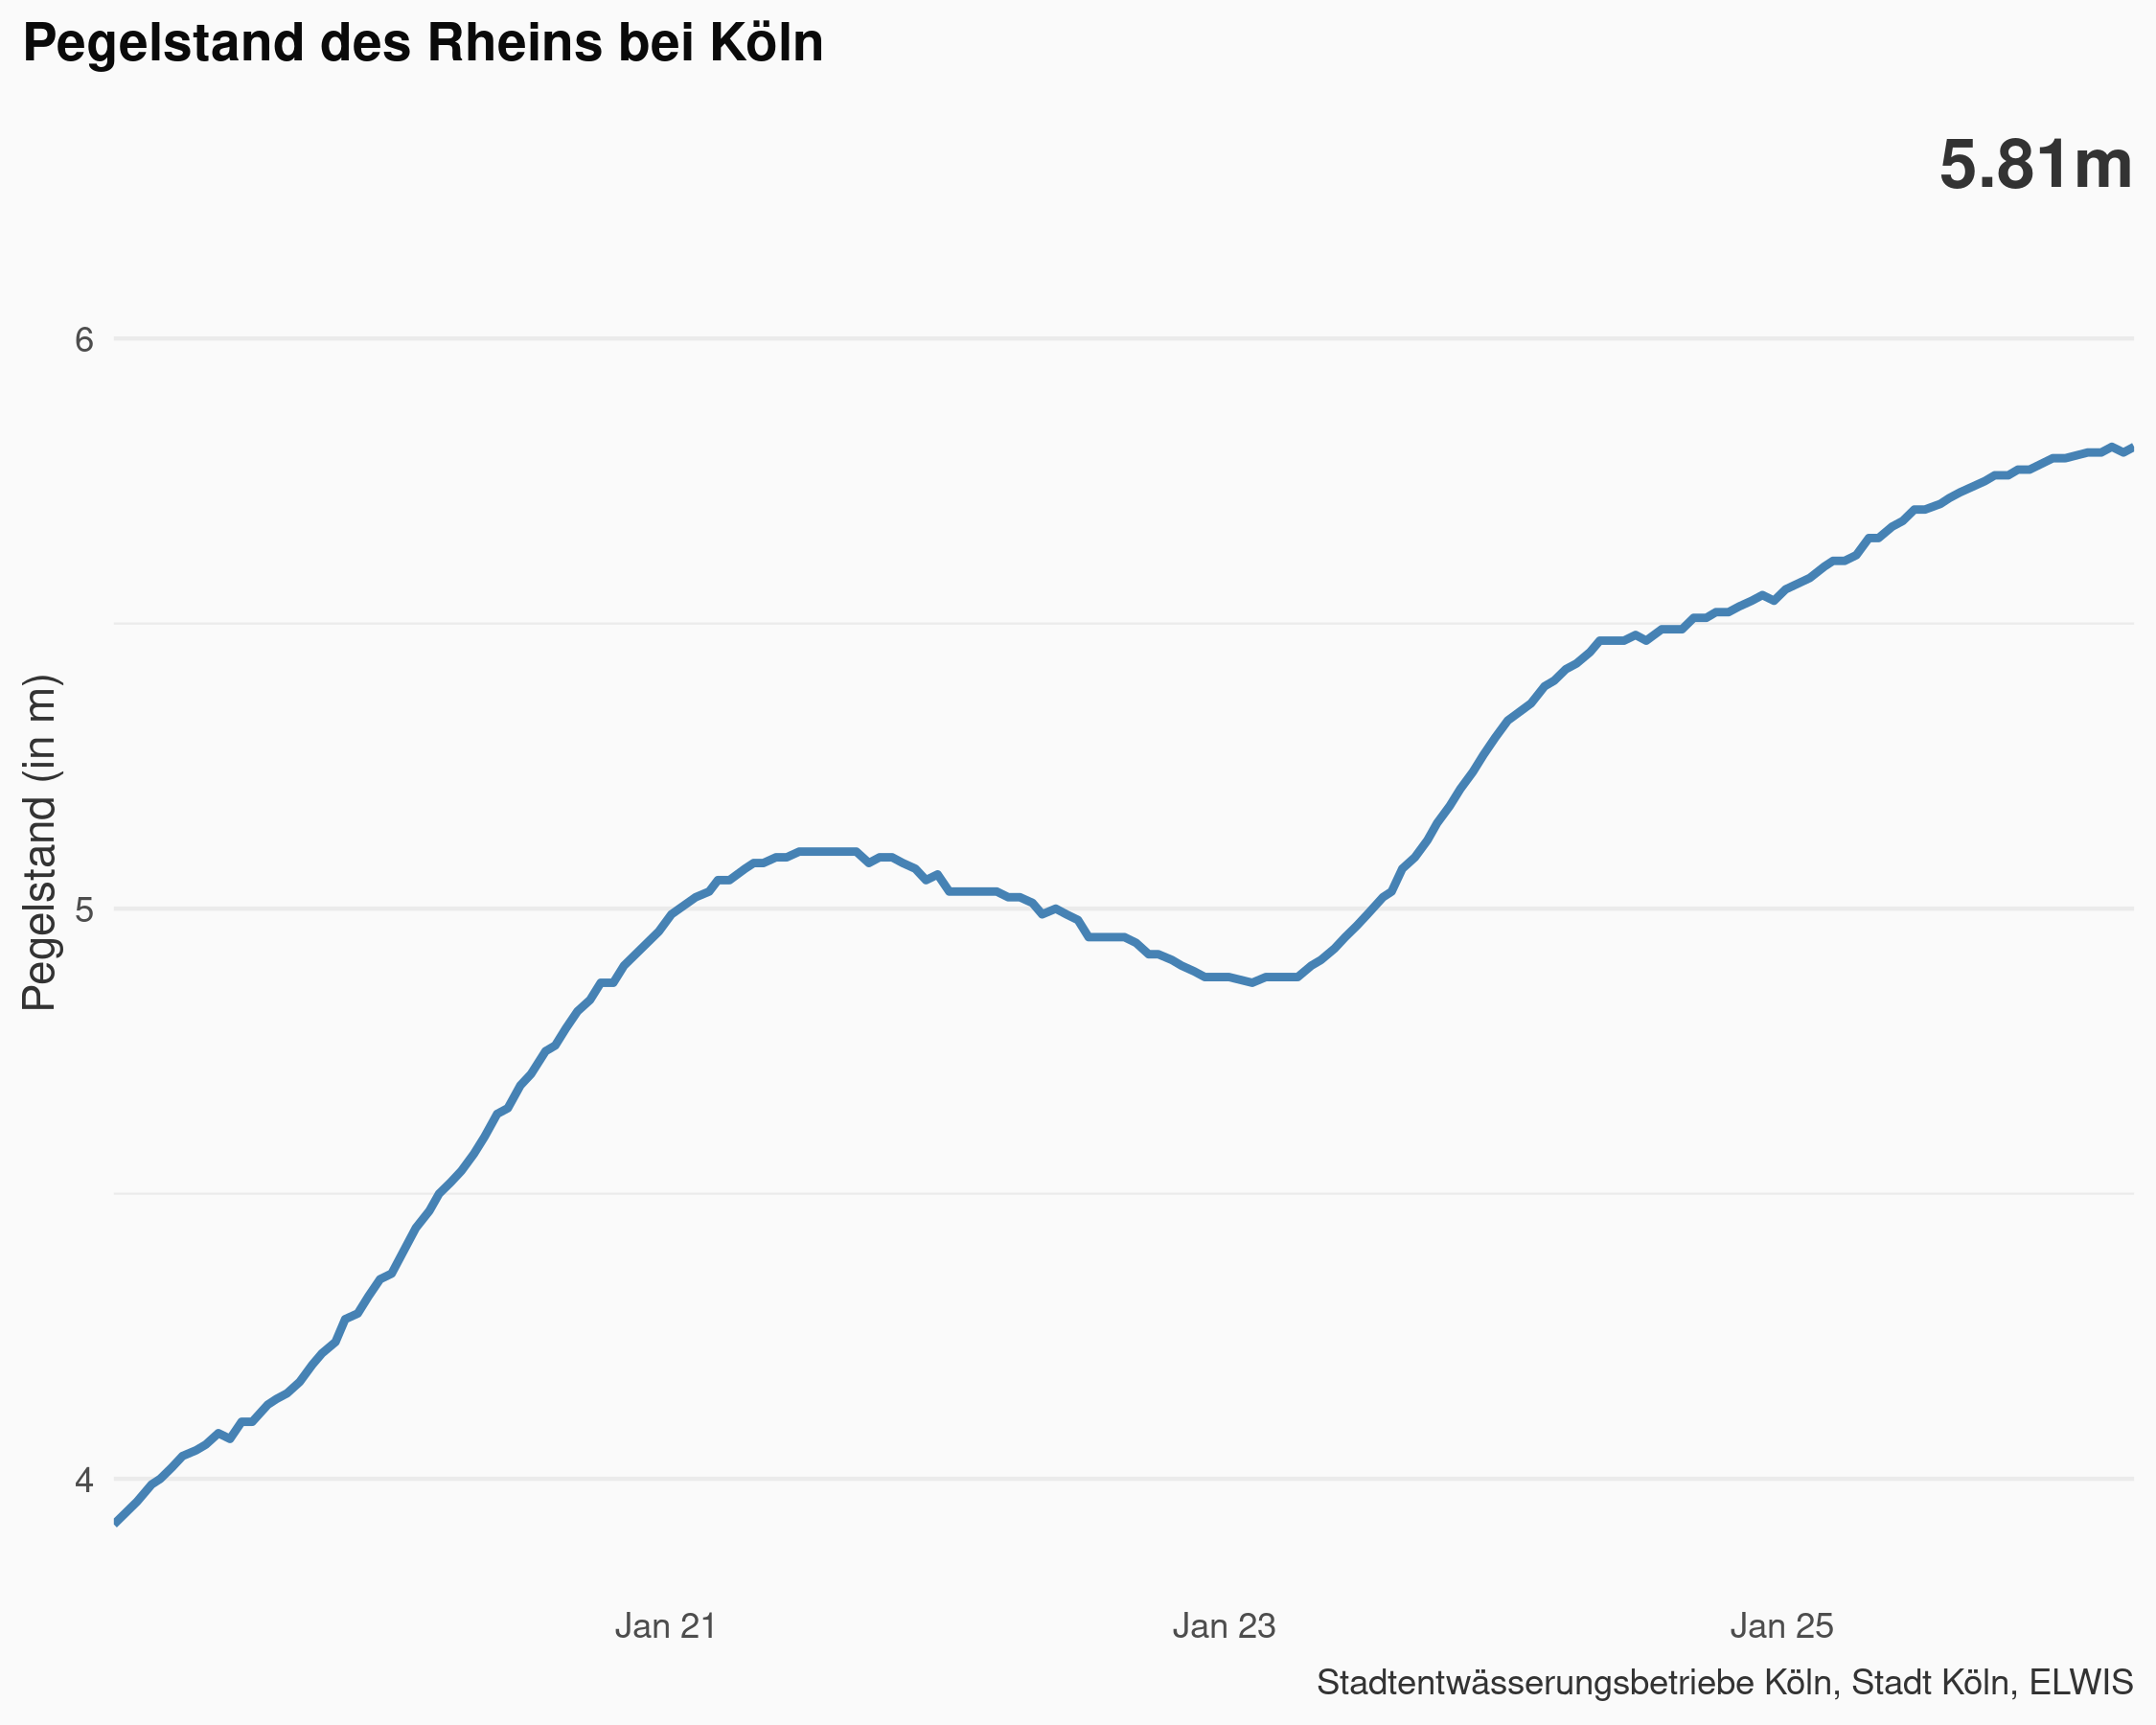 Pegelstand des Rheins bei Köln
5.81m
Pegelstand (in m)
6
5
4
Jan 21
Jan 23
Jan 25
Stadtentwässerungsbetriebe Köln, Stadt Köln, ELWIS